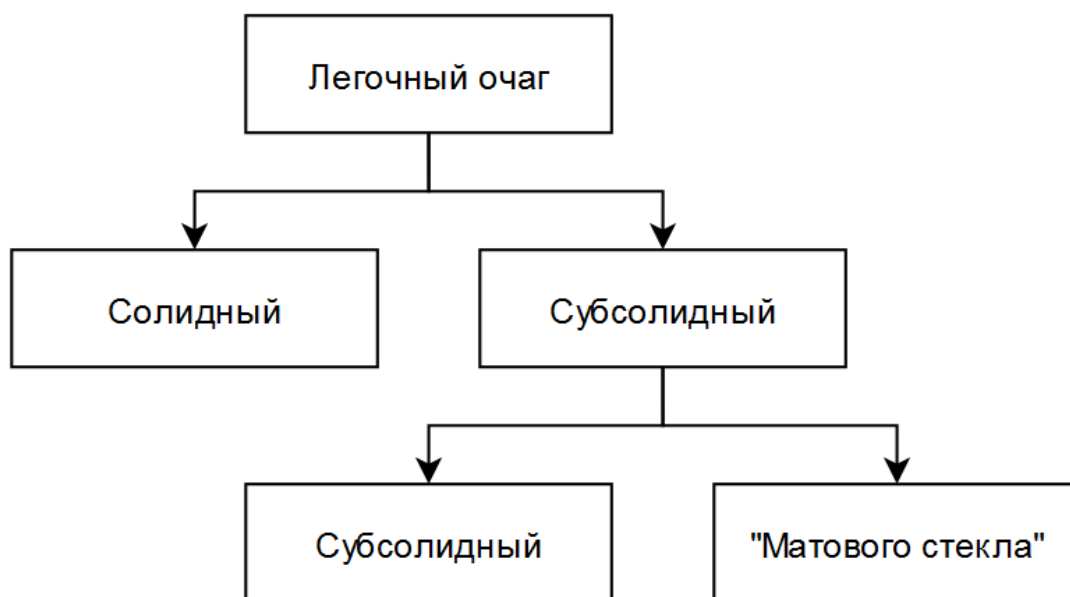 Легочный очаг
Солидный
Субсолидный
Субсолидный
"Матового стекла"